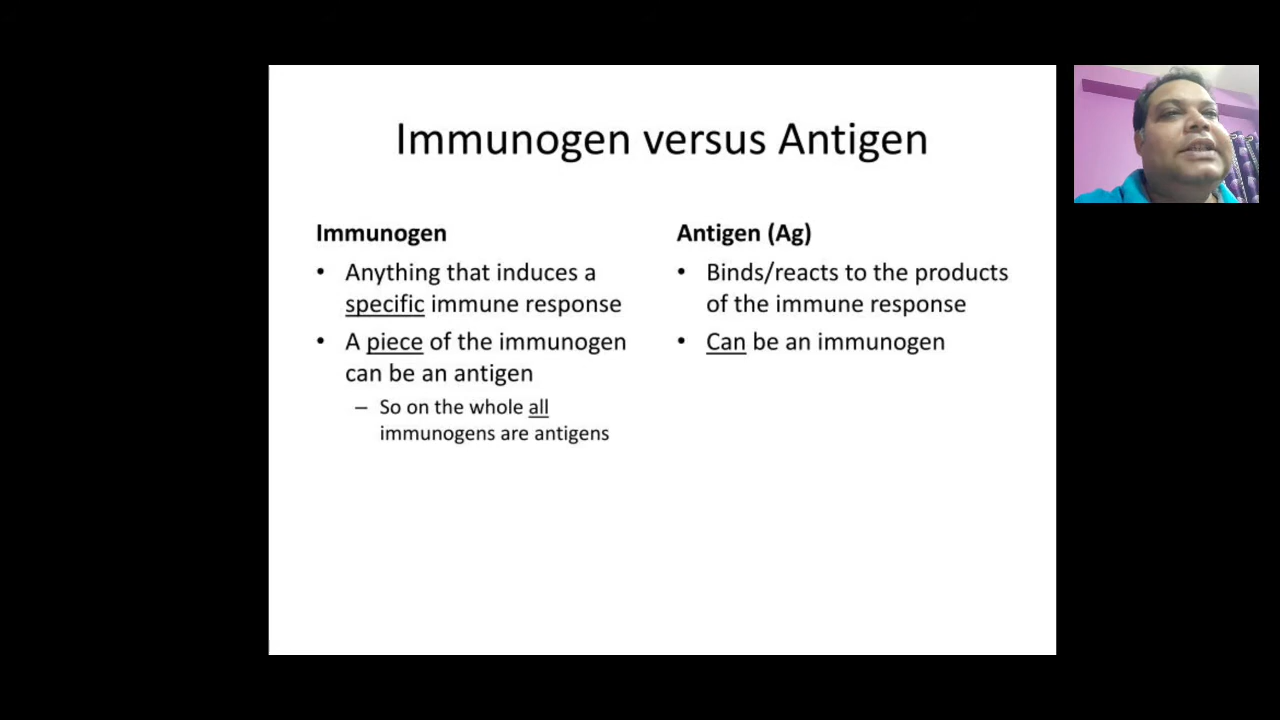 Immunogen versus Antigen
Immunogen
• Anything that induces a
specific immune response
• A piece of the immunogen
can be an antigen
– So on the whole all
immunogens are antigens
Antigen (Ag)
• Binds/reacts to the products
of the immune response
• Can be an immunogen